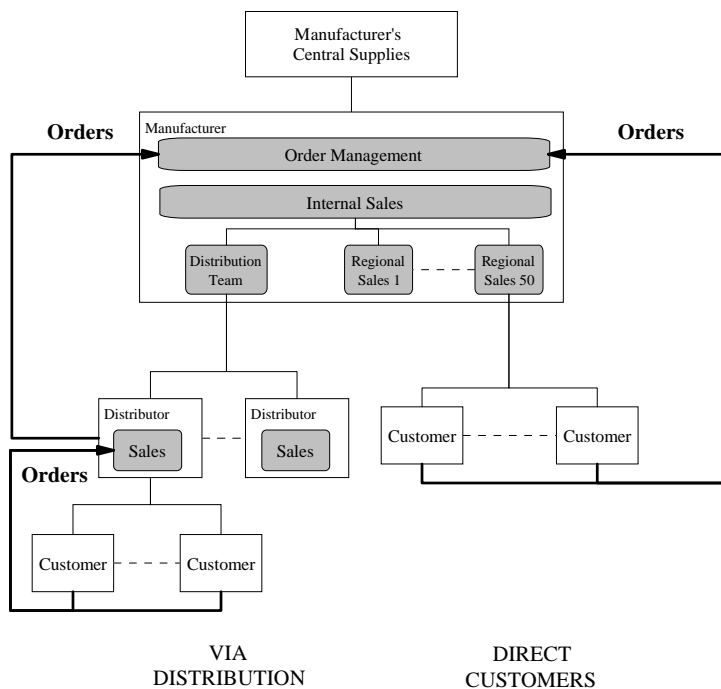 Manufacturer's
Central Supplies
Orders
Manufacturer
Orders
Order Management
Internal Sales
Distribution
Team
Regional
Sales 1
Regional
Sales 50
Distributor
Distributor
Sales
Sales
Customer
Customer
Orders
Customer
Customer
VIA
DISTRIBUTION
DIRECT
CUSTOMERS